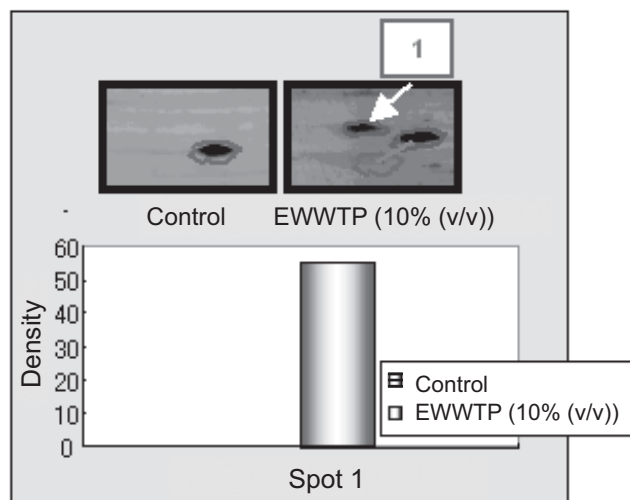 1
Control EWWTP (10% (v/v))
60
50
40
30
20
10
0
Density
Control
EWWTP (10% (v/v))
Spot 1